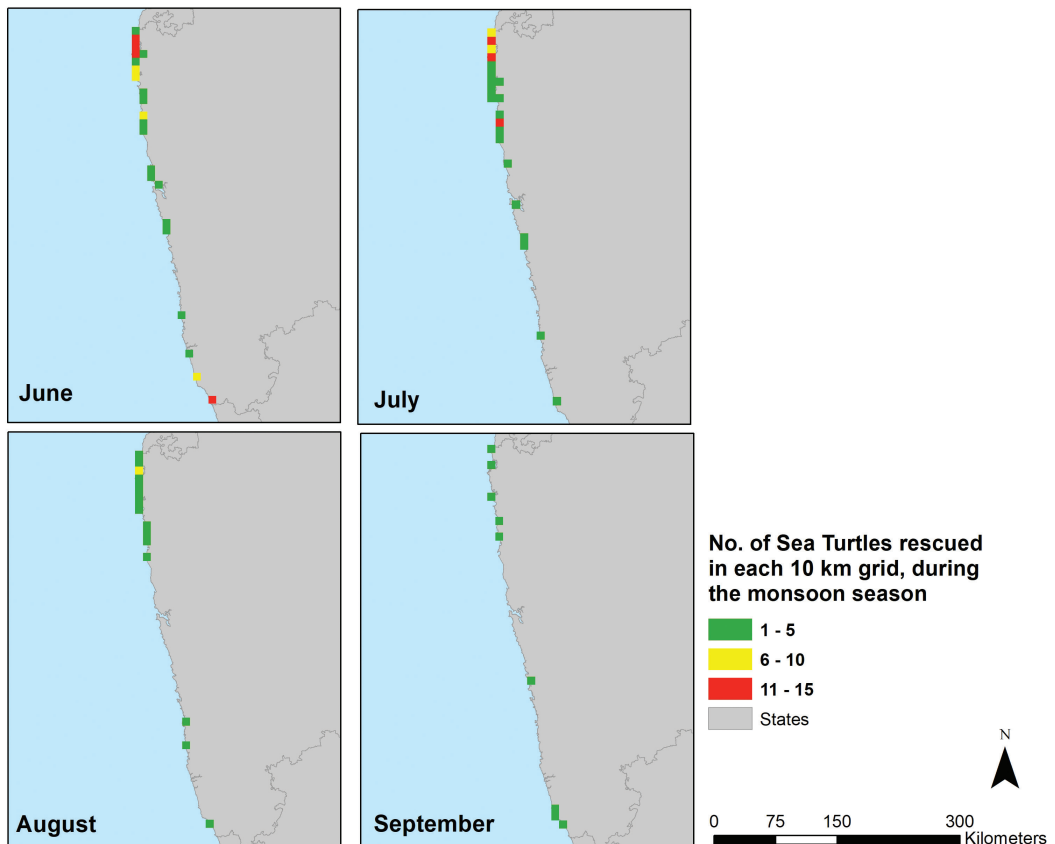 June
July
August
September
No. of Sea Turtles rescued
in each 10 km grid, during
the monsoon season
1 - 5
6 - 10
11 - 15
States
N
0 75 150 300
Kilometers